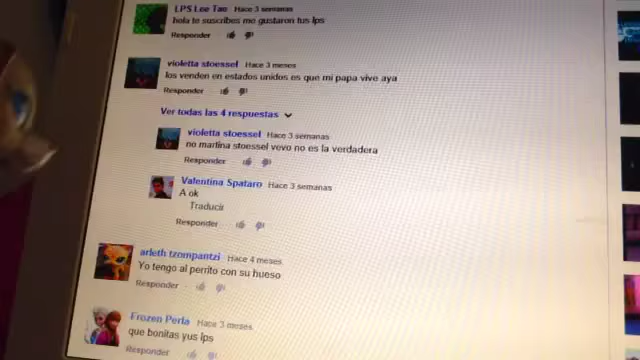 LPS Lee Tao Hace 3 semanas
hola te suscribes me gustaron tus lps
Responder
violetta stoessel Hace 3 meses
los venden en estados unidos es que mi papa vive aya
Responder
Ver todas las 4 respuestas
violetta stoessel Hace 3 semanas
no martina stoessel vovo no es la verdadera
Responder
Valentina Spataro Hace 3 semanas
A ok
Traducir
Responder
arleth tzompantzi Hace 4 meses
Yo tengo al perrito con su hueso
Responder
Frozen Perla Hace 3 meses
que bonitas yus lps
Responder